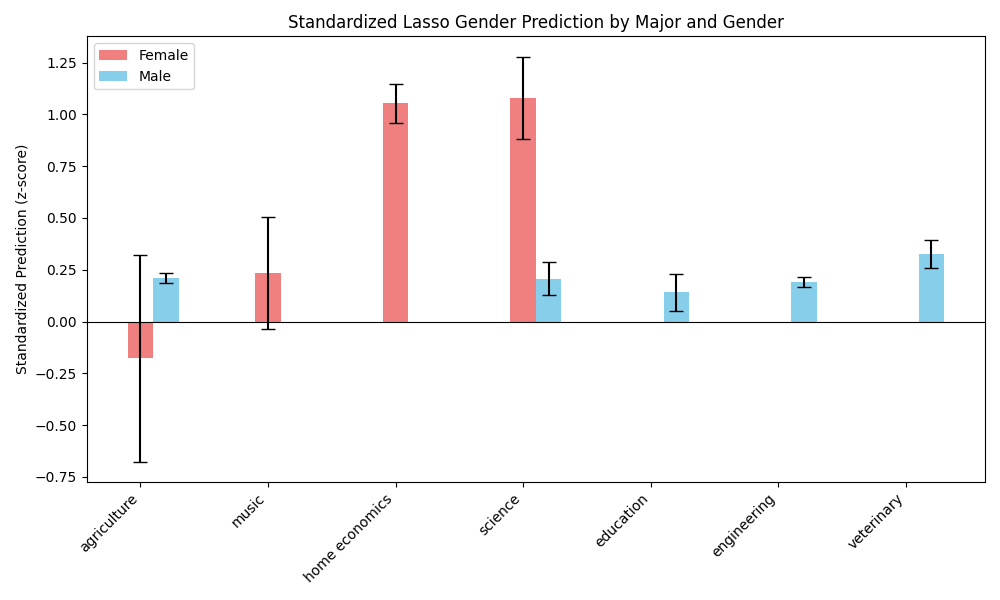 Standardized Lasso Gender Prediction by Major and Gender
Female
Male
Standardized Prediction (z-score)
1.25
1.00
0.75
0.50
0.25
0.00
−0.25
−0.50
−0.75
agriculture
music
home economics
science
education
engineering
veterinary